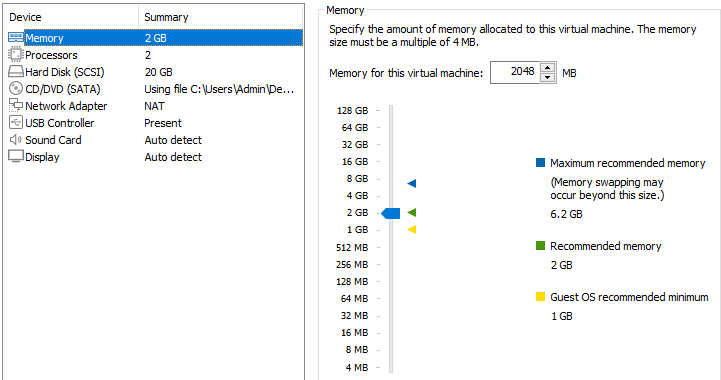 Device Summary
Memory 2 GB
Processors 2
Hard Disk (SCSI) 20 GB
CD/DVD (SATA) Using file C:\Users\Admin\De...
Network Adapter NAT
USB Controller Present
Sound Card Auto detect
Display Auto detect
Memory
Specify the amount of memory allocated to this virtual machine. The memory
size must be a multiple of 4 MB.
Memory for this virtual machine: 2048 MB
128 GB
64 GB
32 GB
16 GB
8 GB
4 GB
2 GB
1 GB
512 MB
256 MB
128 MB
64 MB
32 MB
16 MB
8 MB
4 MB
Maximum recommended memory
(Memory swapping may
occur beyond this size.)
6.2 GB
Recommended memory
2 GB
Guest OS recommended minimum
1 GB